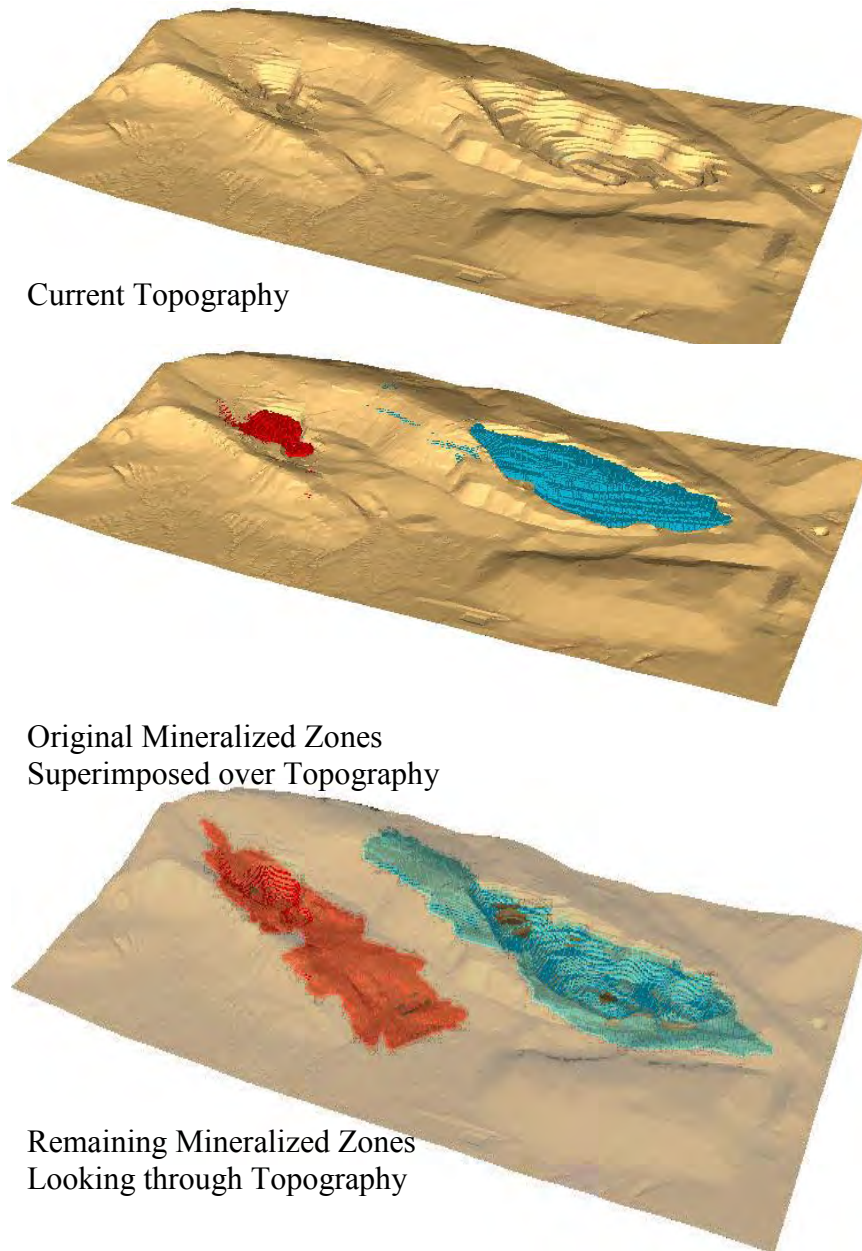 Current Topography
Original Mineralized Zones
Superimposed over Topography
Remaining Mineralized Zones
Looking through Topography